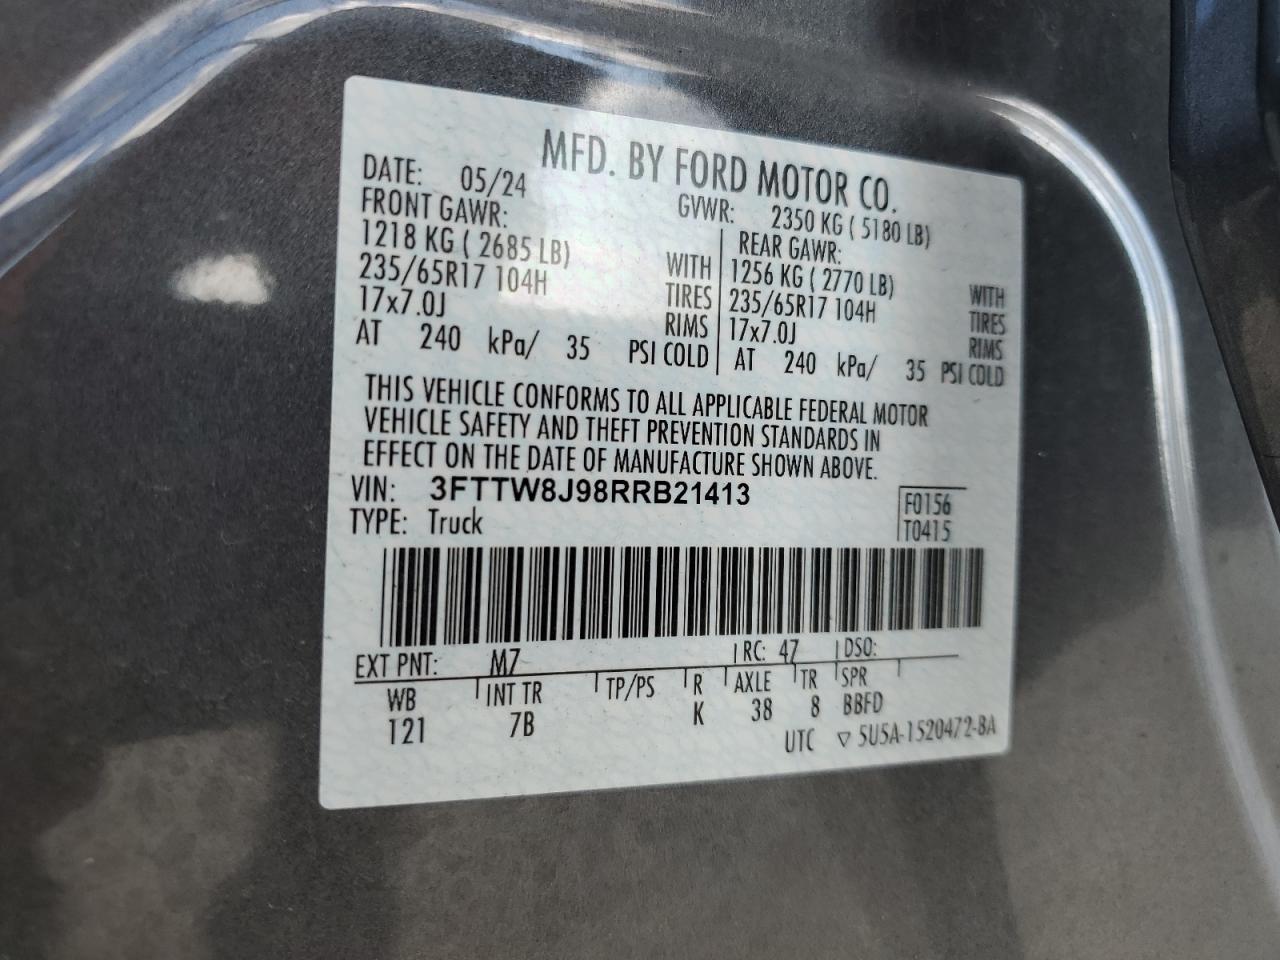 MFD. BY FORD MOTOR CO.
DATE: 05/24 GVWR: 2350 KG ( 5180 LB)
FRONT GAWR: REAR GAWR:
1218 KG ( 2685 LB) WITH 1256 KG ( 2770 LB) WITH
235/65R17 104H TIRES 235/65R17 104H TIRES
17x7.0J RIMS 17x7.0J RIMS
AT 240 kPa/ 35 PSI COLD AT 240 kPa/ 35 PSI COLD
THIS VEHICLE CONFORMS TO ALL APPLICABLE FEDERAL MOTOR
VEHICLE SAFETY AND THEFT PREVENTION STANDARDS IN
EFFECT ON THE DATE OF MANUFACTURE SHOWN ABOVE.
VIN: 3FTTW8J98RRB21413 F0156
TYPE: Truck T0415
EXT PNT: M7 RC: 47 DSO:
WB INT TR TP/PS R AXLE TR SPR
121 7B K 38 8 BBFD
UTC ▽ 5U5A-1520472-BA